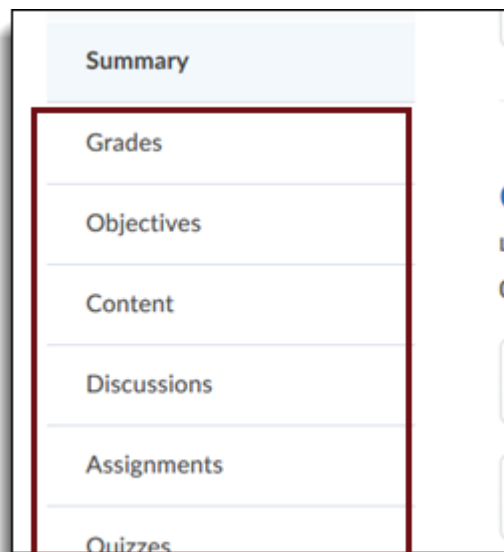 Summary
Grades
Objectives
Content
Discussions
Assignments
Quizzes